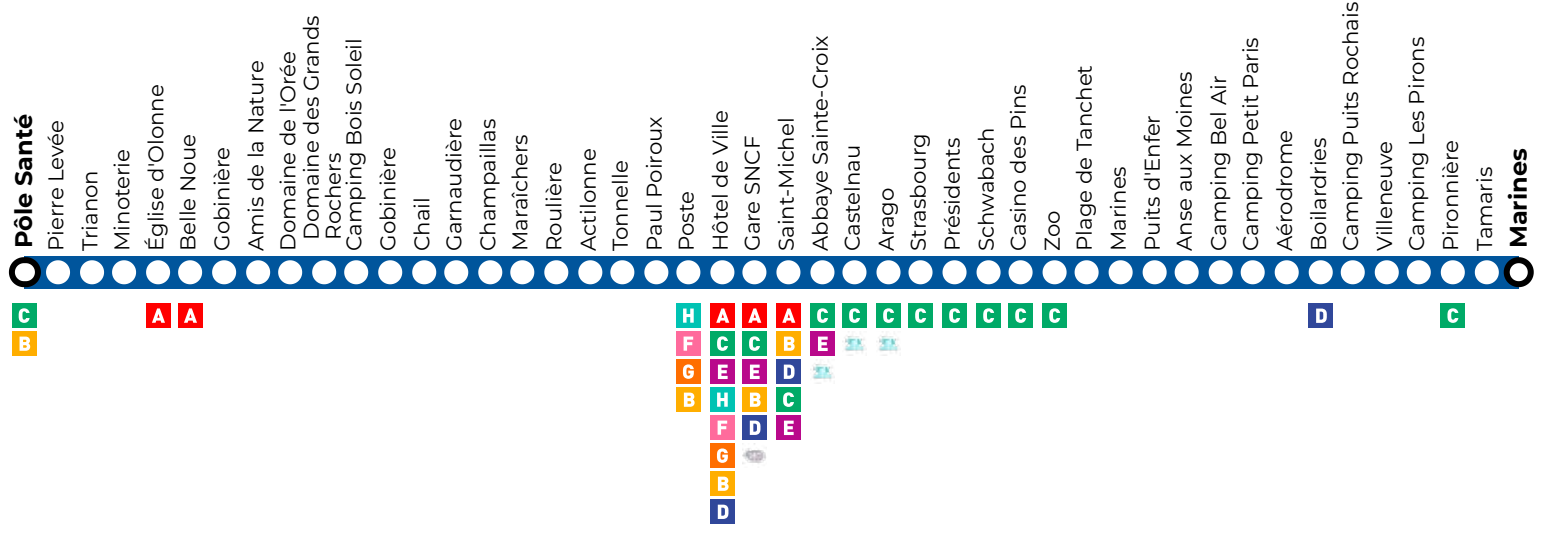 Pôle Santé
Pierre Levée
Trianon
Minoterie
Église d'Olonne
Belle Noue
Gobinière
Amis de la Nature
Domaine de l'Orée
Domaine des Grands
Rochers
Camping Bois Soleil
Gobinière
Chail
Garnaudière
Champaillas
Maraîchers
Roulière
Actilonne
Tonnelle
Paul Poiroux
Poste
Hôtel de Ville
Gare SNCF
Saint-Michel
Abbaye Sainte-Croix
Castelnau
Arago
Strasbourg
Présidents
Schwabach
Casino des Pins
Zoo
Plage de Tanchet
Marines
Puits d'Enfer
Anse aux Moines
Camping Bel Air
Camping Petit Paris
Aérodrome
Boilardries
Camping Puits Rochais
Villeneuve
Camping Les Pirons
Pironnière
Tamaris
Marines
C A A H A A A C C C C C C C C D C
B F C C B E
G E E D
B H B C
F D E
G
B
D